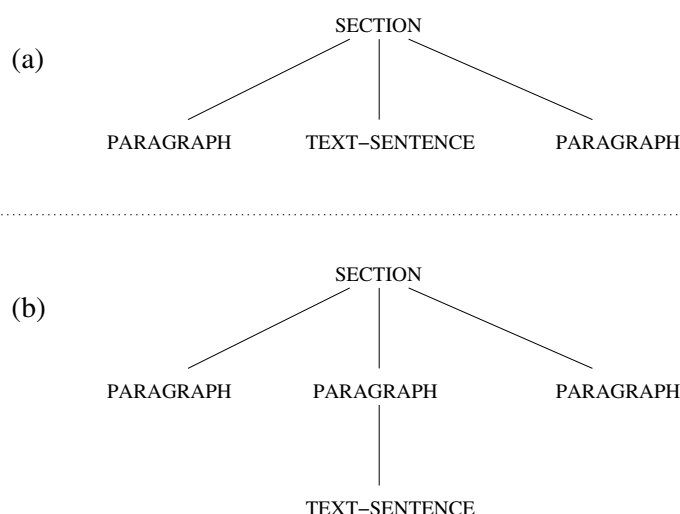 SECTION
(a)
PARAGRAPH TEXT−SENTENCE PARAGRAPH
SECTION
(b)
PARAGRAPH PARAGRAPH PARAGRAPH
TEXT−SENTENCE